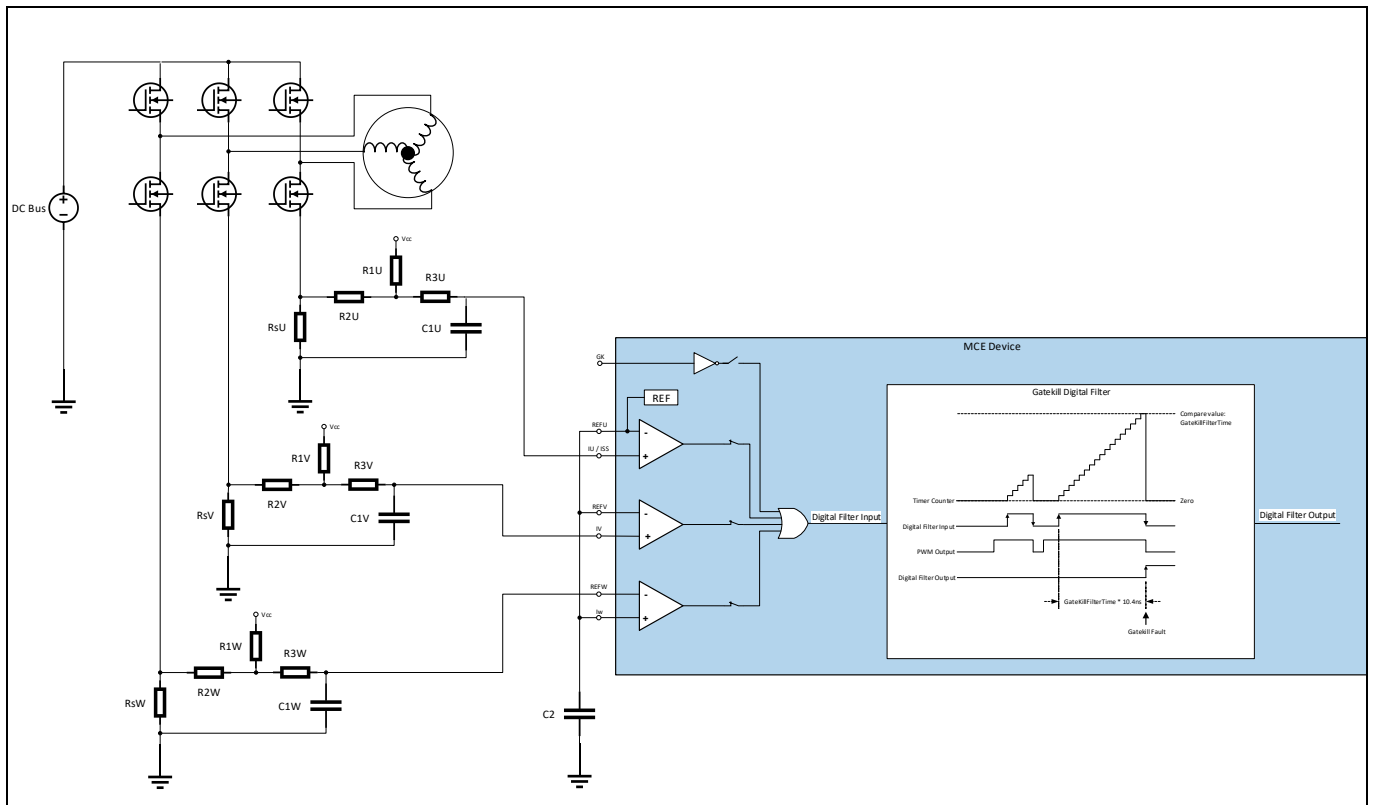 DC Bus
+
−
Vcc
R1U
R3U
R2U
RsU
C1U
Vcc
R1V
R3V
R2V
RsV
C1V
Vcc
R1W
R3W
R2W
RsW
C1W
C2
MCE Device
GK
REF
REFU
-
IU / ISS
+
REFV
-
IV
+
REFW
-
Iw
+
Digital Filter Input
Gatekill Digital Filter
Compare value:
GateKillFilterTime
Timer Counter
Zero
Digital Filter Input
PWM Output
Digital Filter Output
GateKillFilterTime * 10.4ns
Gatekill Fault
Digital Filter Output